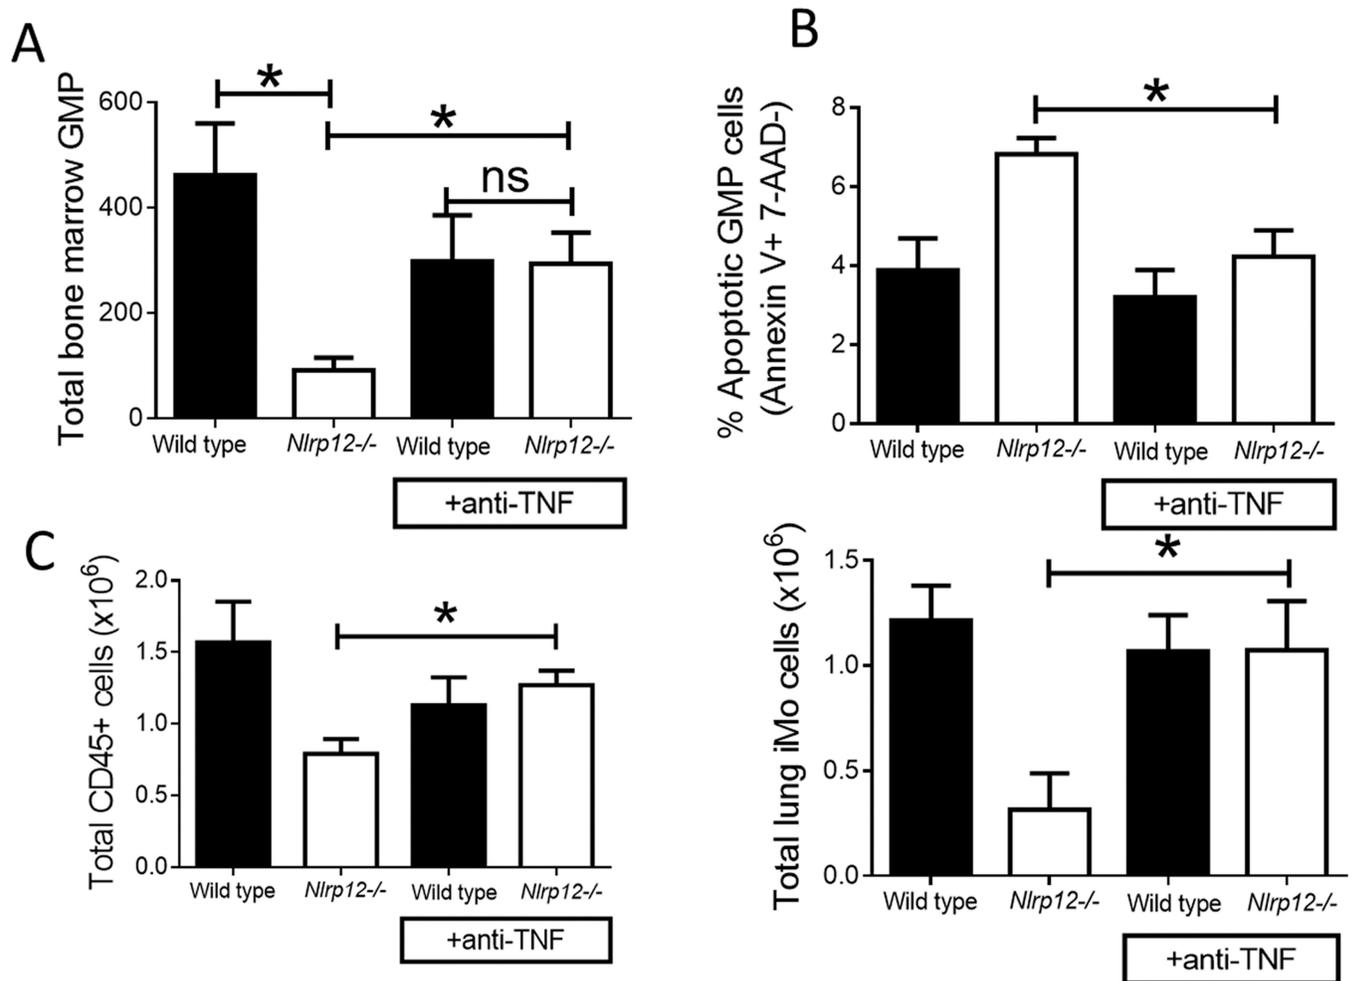 A
Total bone marrow GMP
600
400
200
0
*
*
ns
Wild type
Nlrp12-/-
Wild type
Nlrp12-/-
+anti-TNF
B
% Apoptotic GMP cells
(Annexin V+ 7-AAD-)
8
6
4
2
0
*
Wild type
Nlrp12-/-
Wild type
Nlrp12-/-
+anti-TNF
C
Total CD45+ cells (x10⁶)
2.0
1.5
1.0
0.5
0.0
*
Wild type
Nlrp12-/-
Wild type
Nlrp12-/-
+anti-TNF
Total lung iMo cells (x10⁶)
1.5
1.0
0.5
0.0
*
Wild type
Nlrp12-/-
Wild type
Nlrp12-/-
+anti-TNF